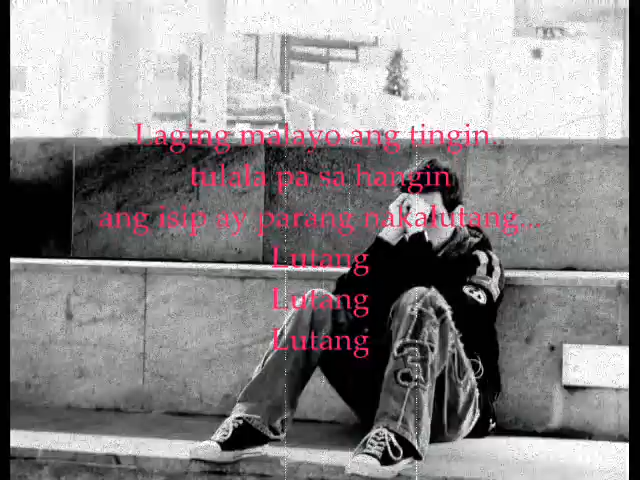 Laging malayo ang tingin..
tulala pa sa hangin
ang isip ay parang nakalutang...
Lutang
Lutang
Lutang